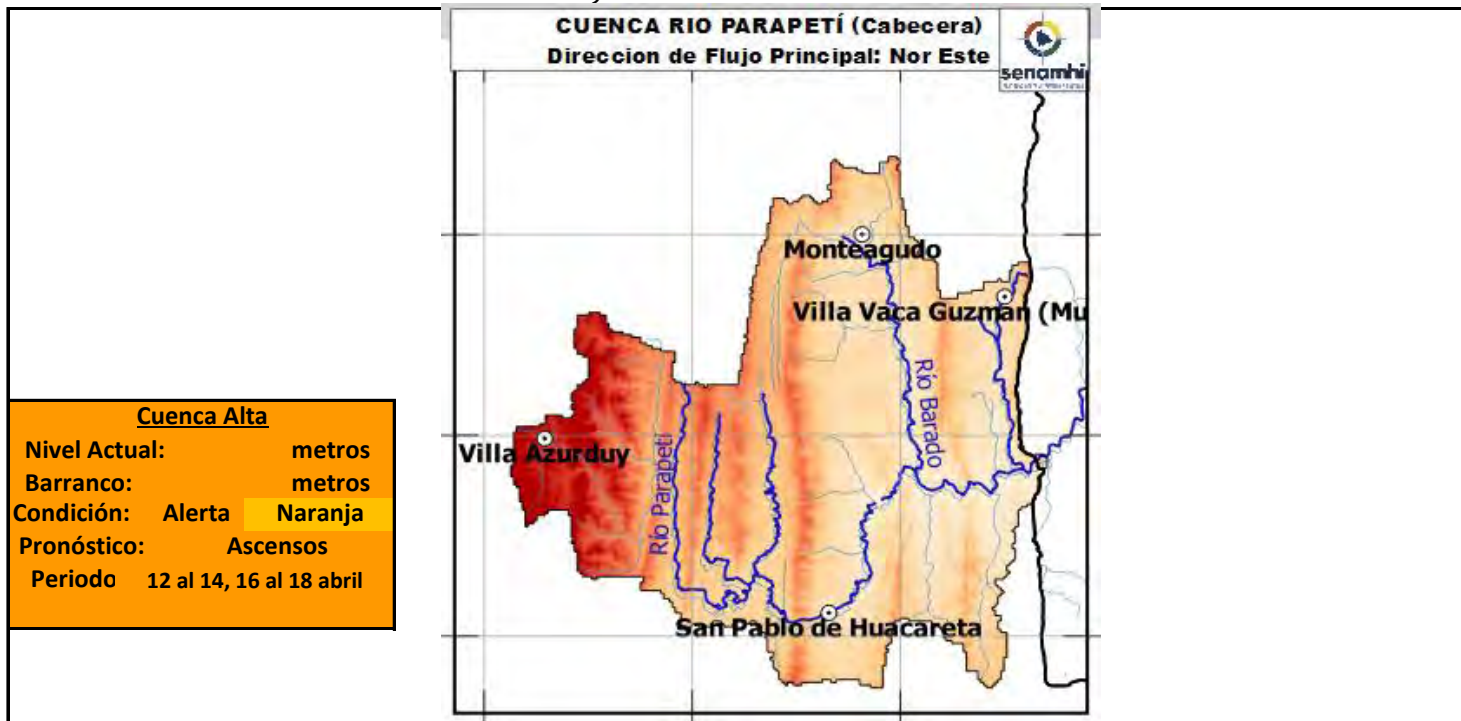 CUENCA RIO PARAPETÍ (Cabecera)
Direccion de Flujo Principal: Nor Este
senamhi
Monteagudo
Villa Vaca Guzmán (Mu
Río Barado
Villa Azurduy
Río Parapetí
San Pablo de Huacareta
Cuenca Alta
Nivel Actual: metros
Barranco: metros
Condición: Alerta Naranja
Pronóstico: Ascensos
Periodo 12 al 14, 16 al 18 abril